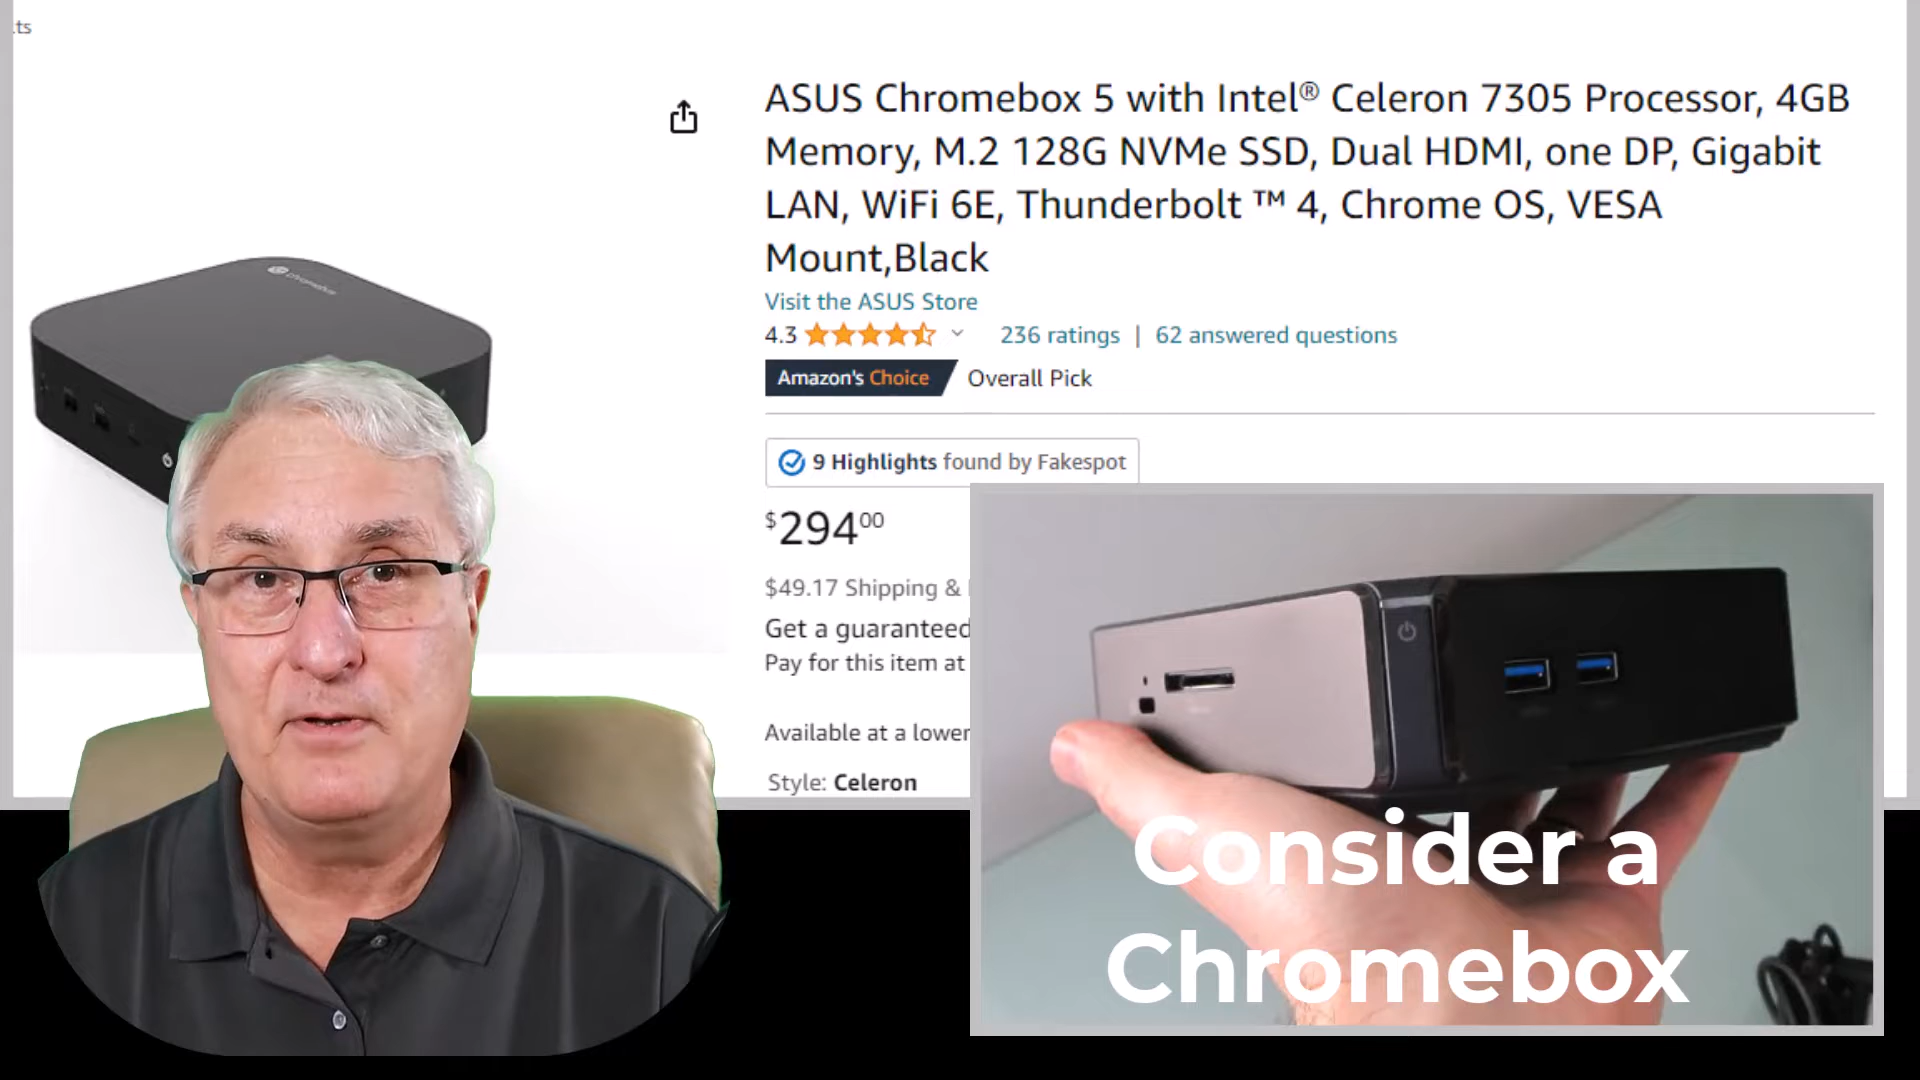 ts
chromebox
ASUS Chromebox 5 with Intel® Celeron 7305 Processor, 4GB
Memory, M.2 128G NVMe SSD, Dual HDMI, one DP, Gigabit
LAN, WiFi 6E, Thunderbolt ™ 4, Chrome OS, VESA
Mount,Black
Visit the ASUS Store
4.3 236 ratings | 62 answered questions
Amazon's Choice Overall Pick
9 Highlights found by Fakespot
$294⁰⁰
$49.17 Shipping &
Get a guaranteed
Pay for this item at
Available at a lower
Style: Celeron
Consider a
Chromebox